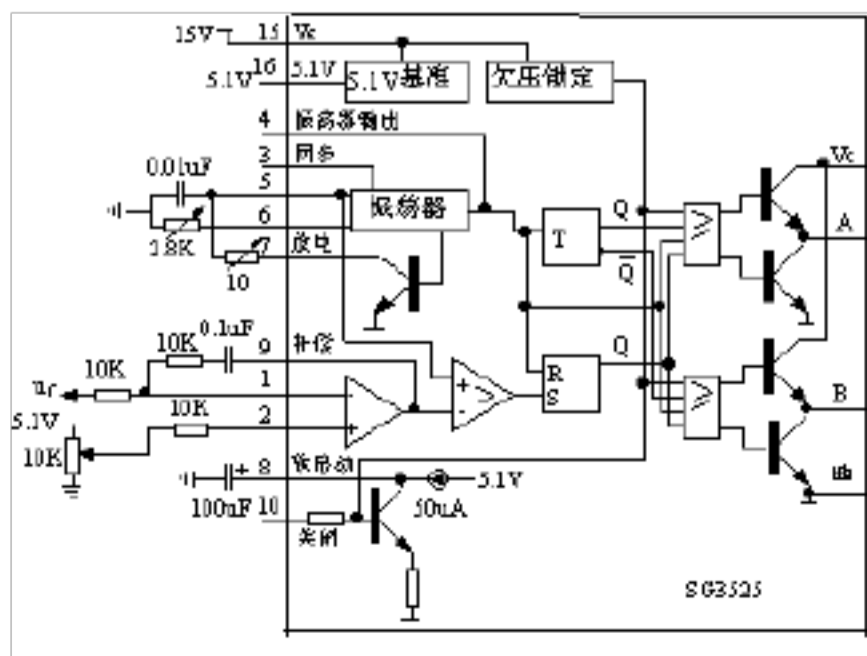 15V 15 Vc
5.1V 16 5.1V 5.1V基准 欠压锁定
4 振荡器输出
3 同步
0.01uF 5
6 振荡器
7 放电
10
T
Q
Q
≥
Vc
A
0.1uF
10K 9 补偿
10K 1 -
uf
10K 2 +
5.1V
10K
+
-
>
R
S
Q
≥
B
地
+ 8 软启动
100uF 10
50uA
5.1V
关闭
SG3525